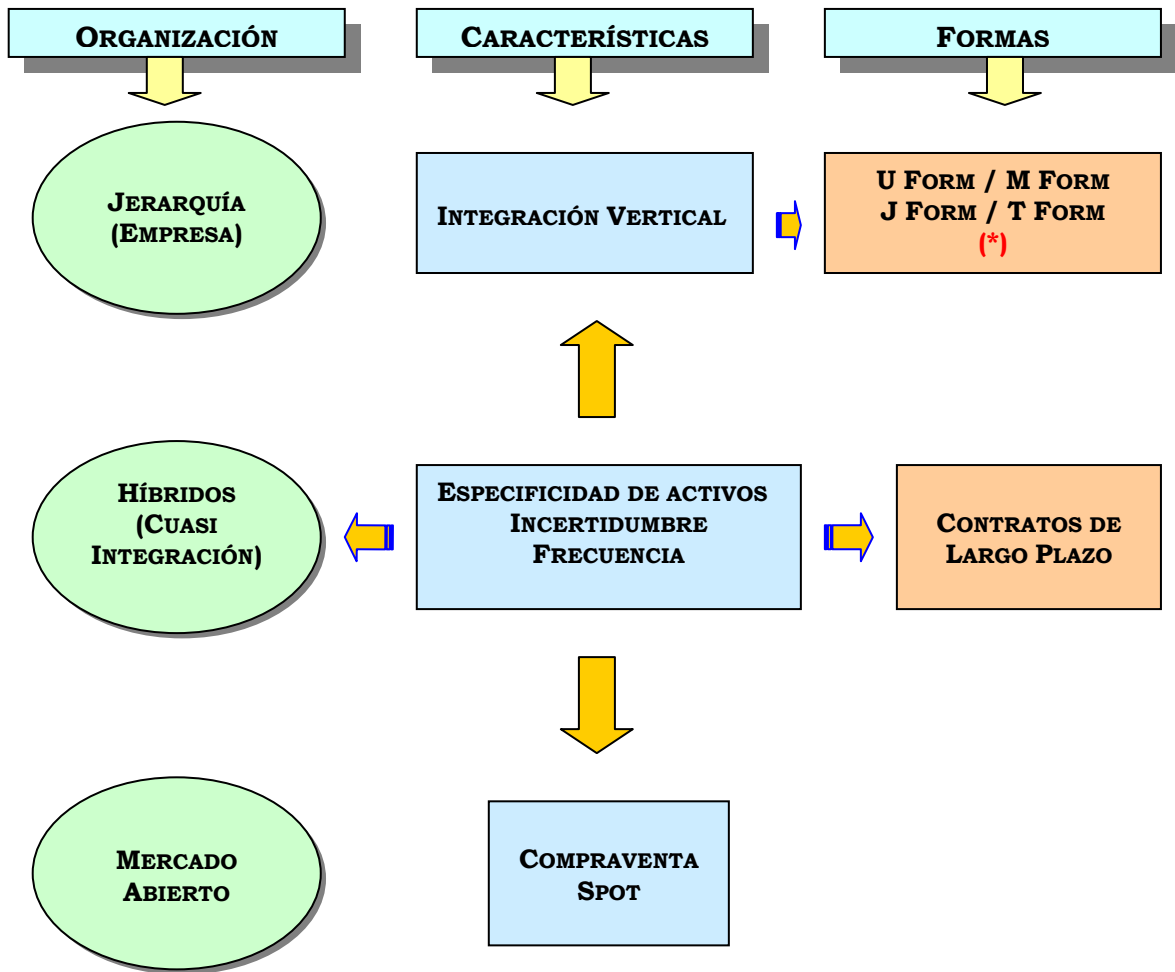 ORGANIZACIÓN
CARACTERÍSTICAS
FORMAS
JERARQUÍA
(EMPRESA)
INTEGRACIÓN VERTICAL
U FORM / M FORM
J FORM / T FORM
(*)
HÍBRIDOS
(CUASI
INTEGRACIÓN)
ESPECIFICIDAD DE ACTIVOS
INCERTIDUMBRE
FRECUENCIA
CONTRATOS DE
LARGO PLAZO
MERCADO
ABIERTO
COMPRAVENTA
SPOT